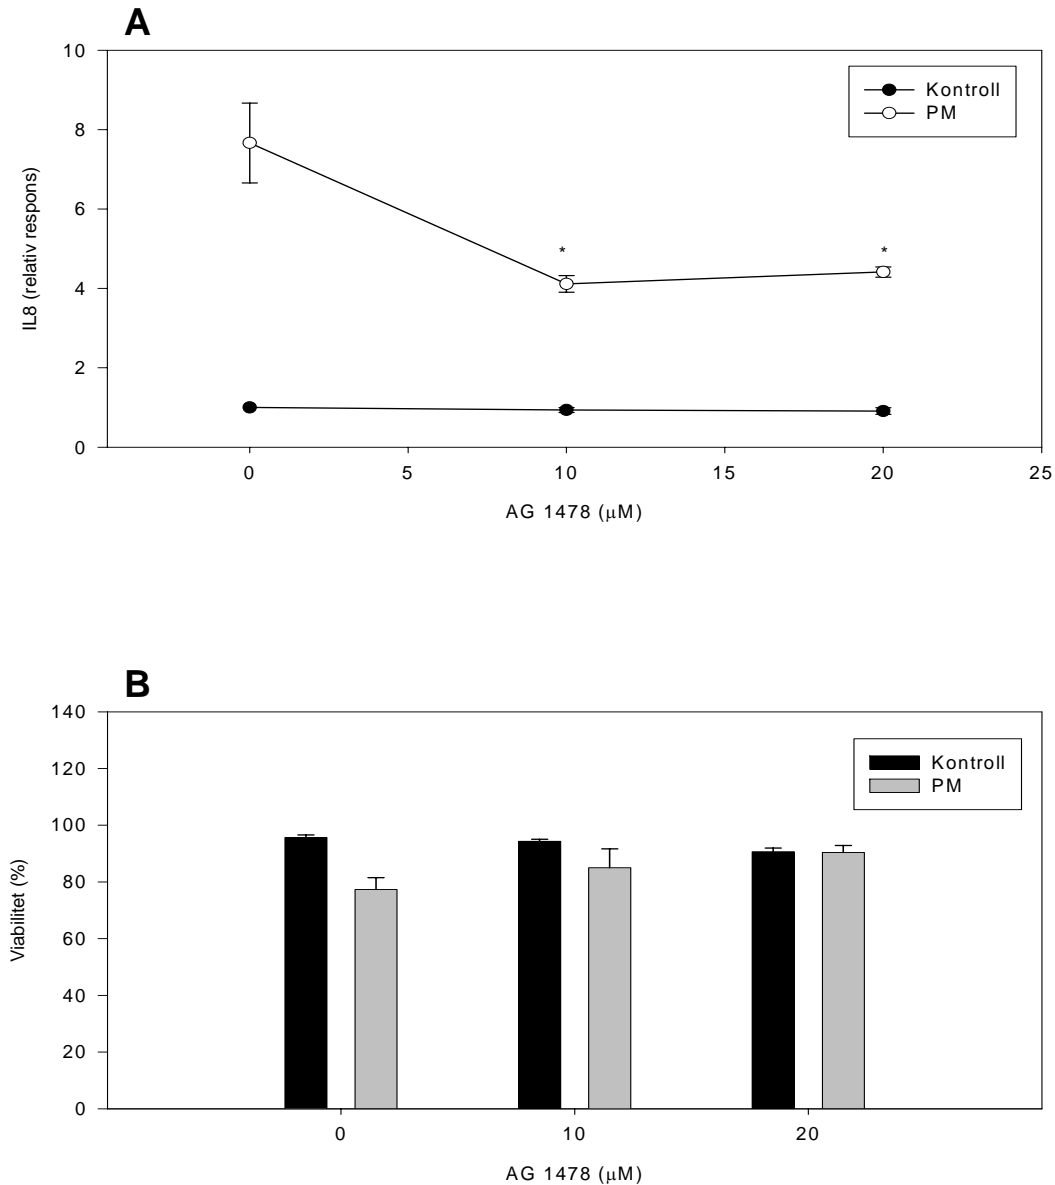 A
10
8
6
4
2
0
IL8 (relativ respons)
Kontroll
PM
*
*
0 5 10 15 20 25
AG 1478 (μM)
B
140
120
100
80
60
40
20
0
Viabilitet (%)
Kontroll
PM
0 10 20
AG 1478 (μM)